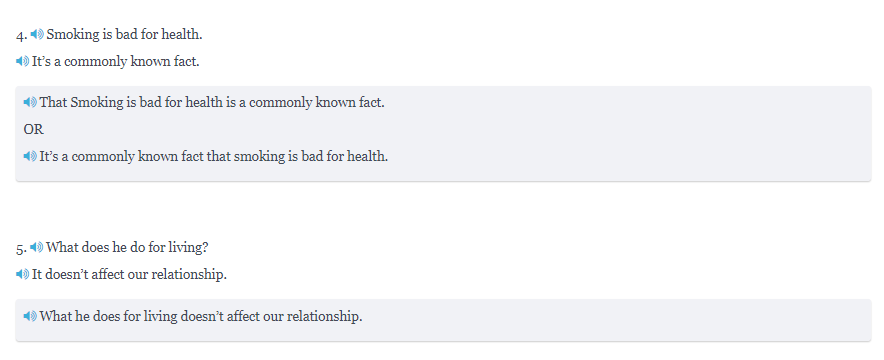 4. Smoking is bad for health.
It's a commonly known fact.
That Smoking is bad for health is a commonly known fact.
OR
It's a commonly known fact that smoking is bad for health.
5. What does he do for living?
It doesn't affect our relationship.
What he does for living doesn't affect our relationship.